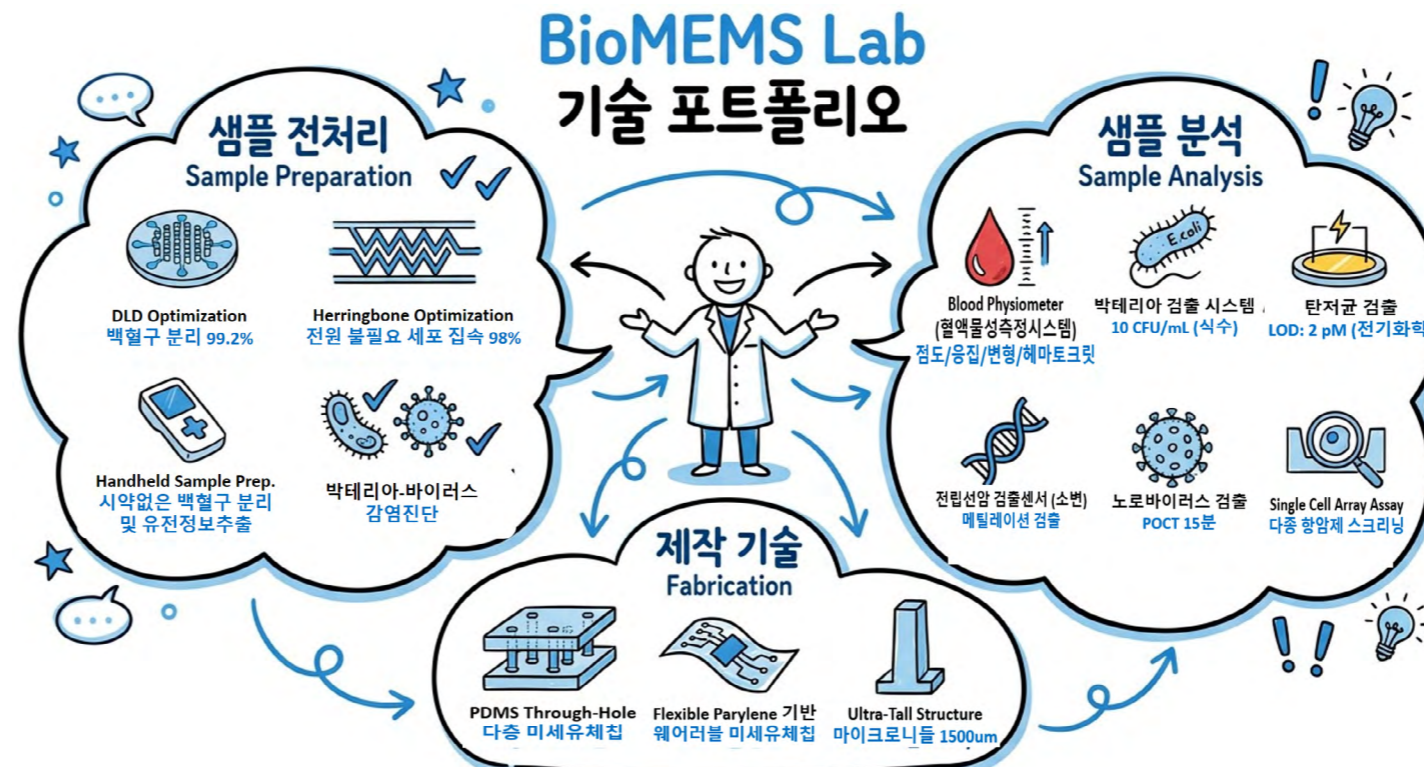 BioMEMS Lab
기술 포트폴리오
샘플 전처리
Sample Preparation
DLD Optimization
백혈구 분리 99.2%
Herringbone Optimization
전원 불필요 세포 집속 98%
Handheld Sample Prep.
시약없은 백혈구 분리
및 유전정보추출
박테리아-바이러스
감염진단
샘플 분석
Sample Analysis
Blood Physiometer
(혈액물성측정시스템)
점도/응집/변형/헤마토크릿
E.coli
박테리아 검출 시스템
10 CFU/mL (식수)
탄저균 검출
LOD: 2 pM (전기화학
전립선암 검출센서 (소변)
메틸레이션 검출
노로바이러스 검출
POCT 15분
Single Cell Array Assay
다종 항암제 스크리닝
제작 기술
Fabrication
PDMS Through-Hole
다층 미세유체칩
Flexible Parylene 기반
웨어러블 미세유체칩
Ultra-Tall Structure
마이크로니들 1500um